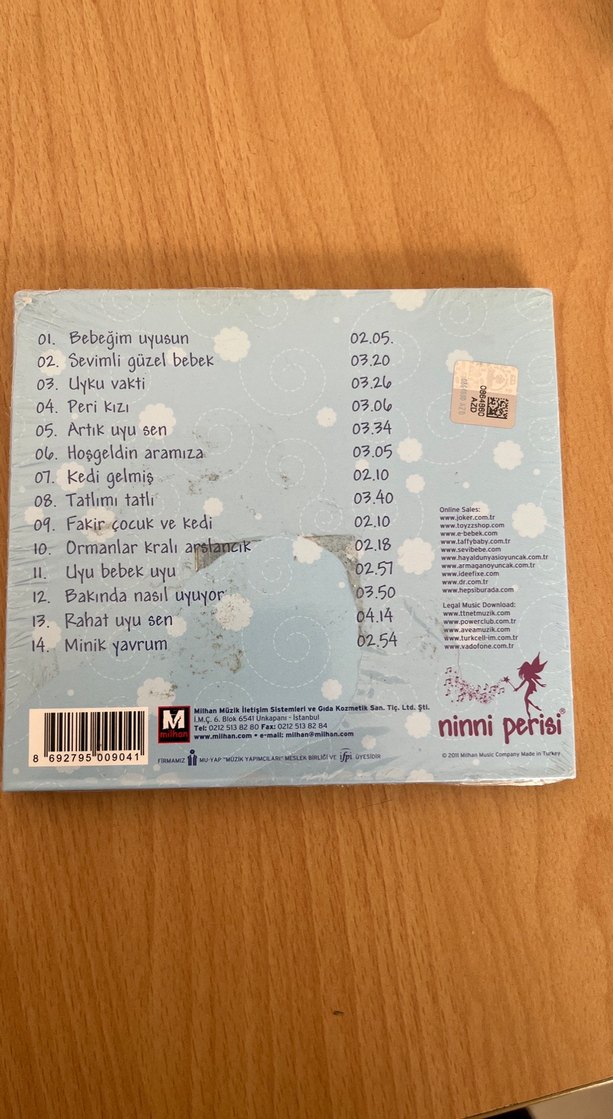 01. Bebeğim uyusun 02.05.
02. Sevimli güzel bebek 03.20
03. Uyku vakti 03.26
04. Peri kızı 03.06
05. Artık uyu sen 03.34
06. Hoşgeldin aramıza 03.05
07. Kedi gelmiş 02.10
08. Tatlımı tatlı 03.40
09. Fakir çocuk ve kedi 02.10
10. Ormanlar kralı arslancık 02.18
11. Uyu bebek uyu 02.57
12. Bakında nasıl uyuyor 03.50
13. Rahat uyu sen 04.14
14. Minik yavrum 02.54
0884860
AZD
Online Sales:
www.joker.com.tr
www.toyzzshop.com
www.e-bebek.com
www.taffybaby.com.tr
www.sevibebe.com
www.hayaldunyasioyuncak.com.tr
www.armaganoyuncak.com.tr
www.ideefixe.com
www.dr.com.tr
www.hepsiburada.com
Legal Music Download:
www.ttnetmuzik.com
www.powerclub.com.tr
www.aveamuzik.com
www.turkcell-im.com.tr
www.vadofone.com.tr
ninni perisi®
© 2011 Milhan Music Company Made in Turkey
8 692795 009041
M
milhan
Milhan Müzik İletişim Sistemleri ve Gıda Kozmetik San. Tiç. Ltd. Şti.
İ.M.Ç. 6. Blok 6541 Unkapanı - İstanbul
Tel: 0212 513 82 80 Fax: 0212 513 82 84
www.milhan.com • e-mail: milhan@milhan.com
FİRMAMIZ MÜ-YAP "MÜZİK YAPIMCILARI" MESLEK BİRLİĞİ VE ifpi ÜYESİDİR